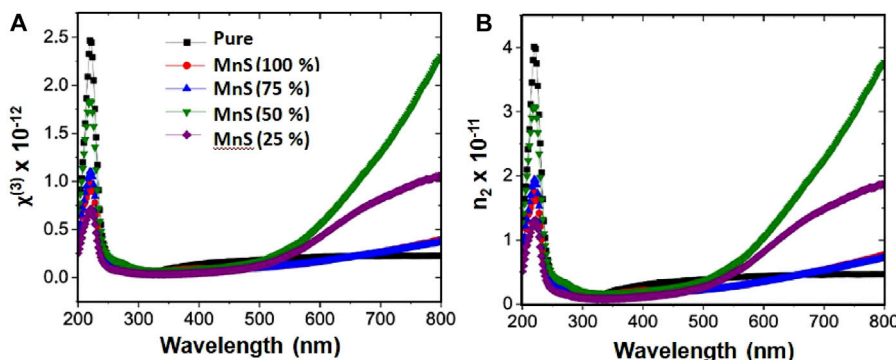 A
χ(3) x 10-12
2.5
2.0
1.5
1.0
0.5
0.0
Pure
MnS (100 %)
MnS (75 %)
MnS (50 %)
MnS (25 %)
200 300 400 500 600 700 800
Wavelength (nm)
B
n2 x 10-11
4
3
2
1
0
200 300 400 500 600 700 800
Wavelength (nm)